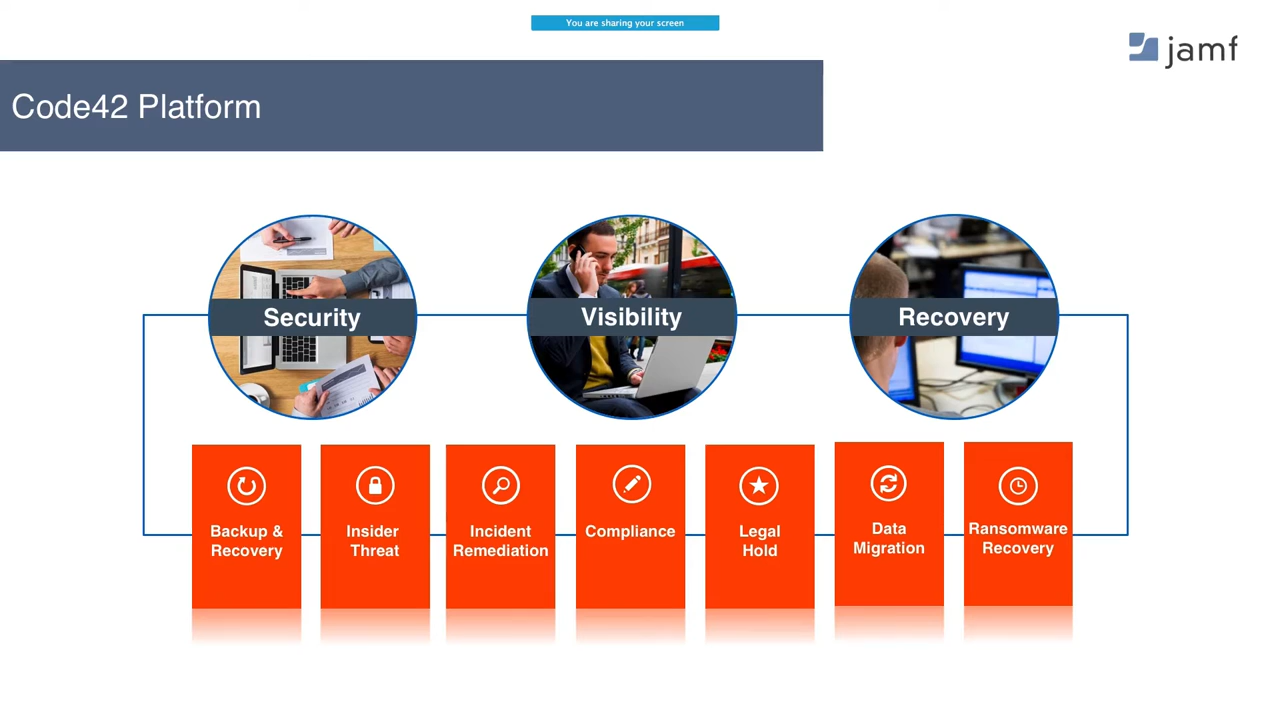 You are sharing your screen
jamf
Code42 Platform
Security
Visibility
Recovery
Backup &
Recovery
Insider
Threat
Incident
Remediation
Compliance
Legal
Hold
Data
Migration
Ransomware
Recovery